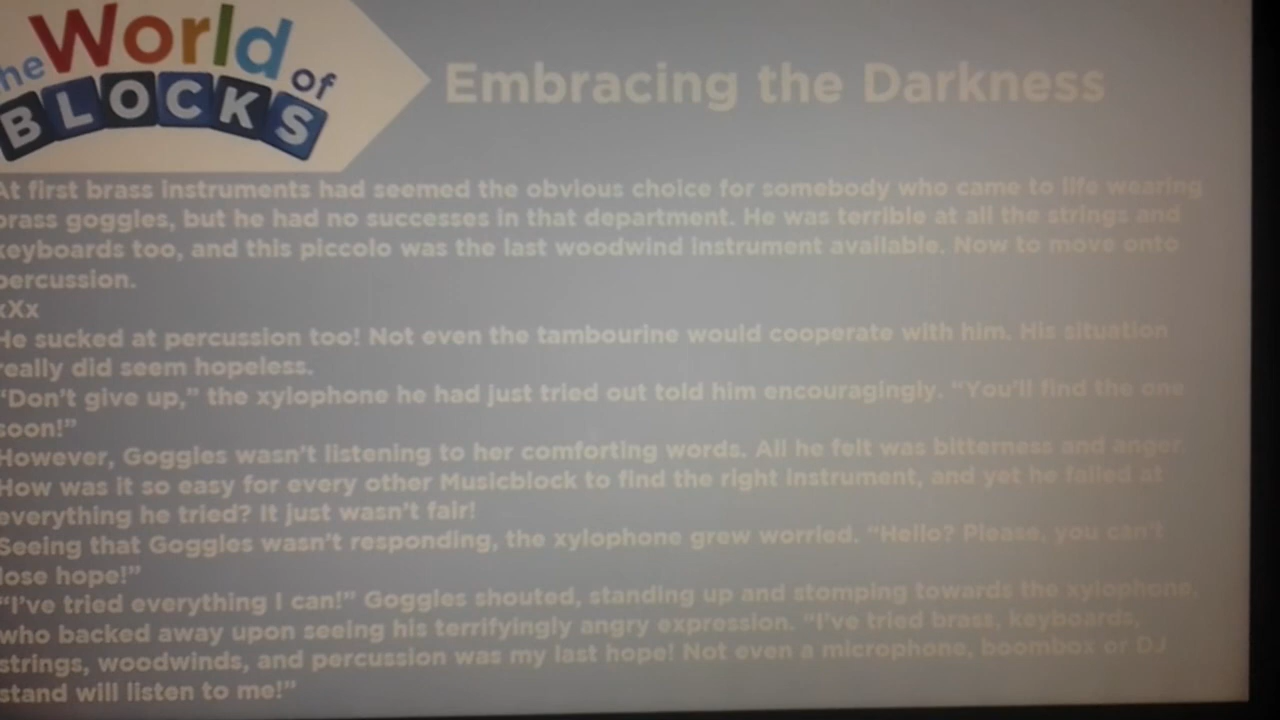 he World of
BLOCKS
Embracing the Darkness
At first brass instruments had seemed the obvious choice for somebody who came to life wearing
brass goggles, but he had no successes in that department. He was terrible at all the strings and
keyboards too, and this piccolo was the last woodwind instrument available. Now to move onto
percussion.
xXx
He sucked at percussion too! Not even the tambourine would cooperate with him. His situation
really did seem hopeless.
“Don’t give up,” the xylophone he had just tried out told him encouragingly. “You’ll find the one
soon!”
However, Goggles wasn’t listening to her comforting words. All he felt was bitterness and anger.
How was it so easy for every other Musicblock to find the right instrument, and yet he failed at
everything he tried? It just wasn’t fair!
Seeing that Goggles wasn’t responding, the xylophone grew worried. “Hello? Please, you can’t
lose hope!”
“I’ve tried everything I can!” Goggles shouted, standing up and stomping towards the xylophone,
who backed away upon seeing his terrifyingly angry expression. “I’ve tried brass, keyboards,
strings, woodwinds, and percussion was my last hope! Not even a microphone, boombox or DJ
stand will listen to me!”